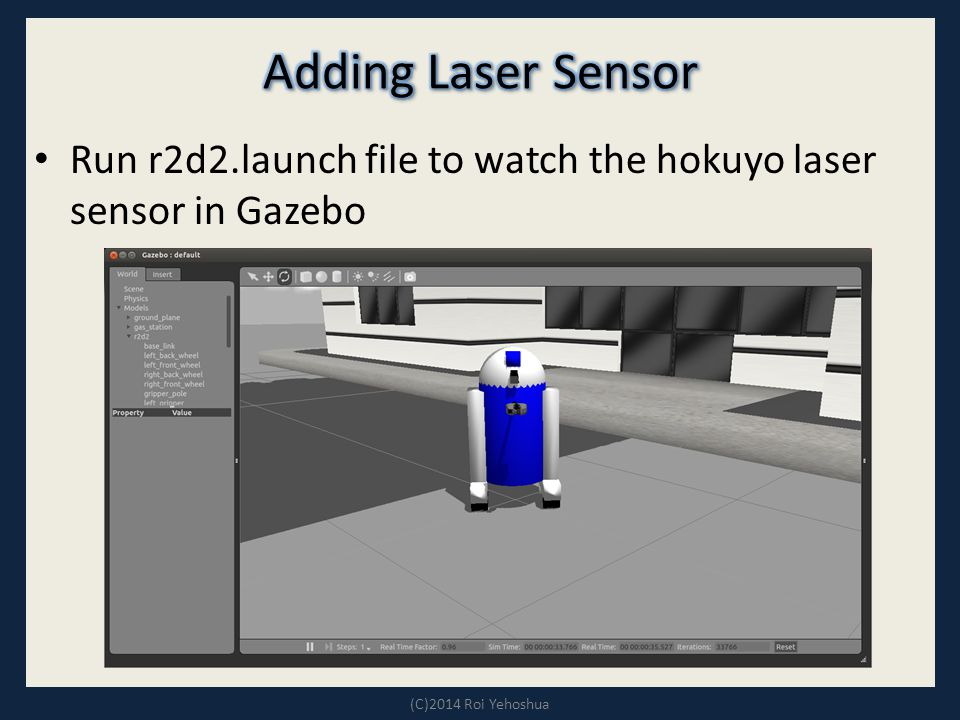 Adding Laser Sensor
• Run r2d2.launch file to watch the hokuyo laser
sensor in Gazebo
Gazebo : default
World Insert
Scene
Physics
Models
ground_plane
gas_station
r2d2
base_link
left_back_wheel
left_front_wheel
right_back_wheel
right_front_wheel
gripper_pole
left_gripper
Property Value
Steps: 1 Real Time Factor: 0.96 Sim Time: 00 00:00:33.766 Real Time: 00 00:00:35.527 Iterations: 33766 Reset
(C)2014 Roi Yehoshua